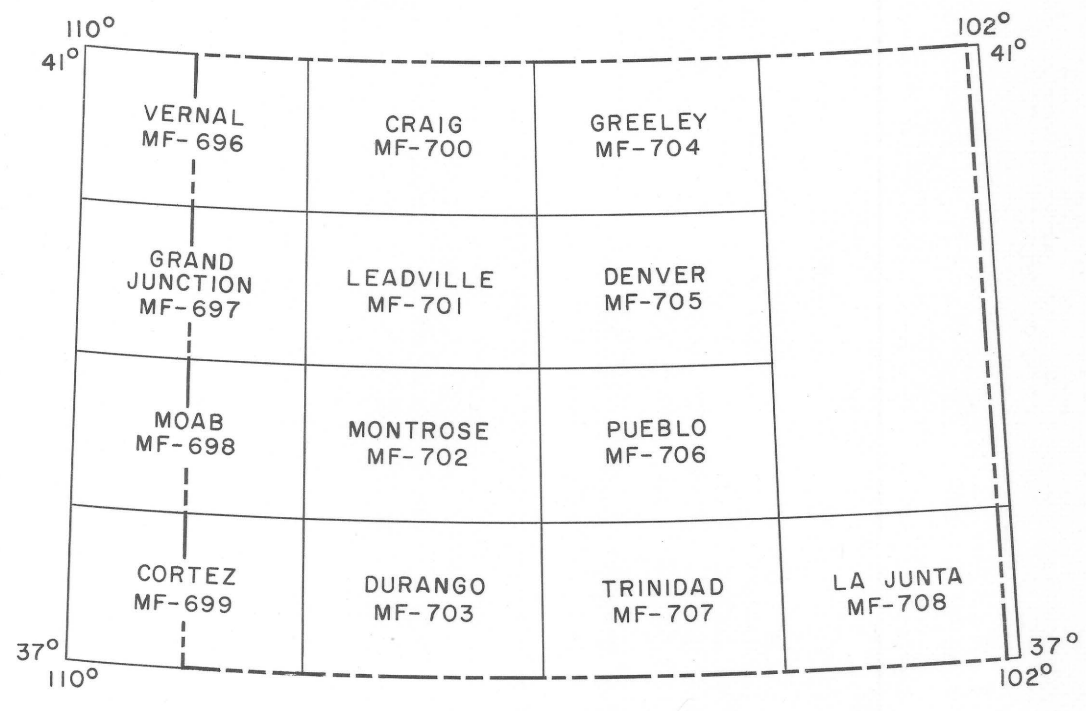 110°
102°
41°
41°
VERNAL
MF-696
CRAIG
MF-700
GREELEY
MF-704
GRAND
JUNCTION
MF-697
LEADVILLE
MF-701
DENVER
MF-705
MOAB
MF-698
MONTROSE
MF-702
PUEBLO
MF-706
CORTEZ
MF-699
DURANGO
MF-703
TRINIDAD
MF-707
LA JUNTA
MF-708
37°
37°
110°
102°